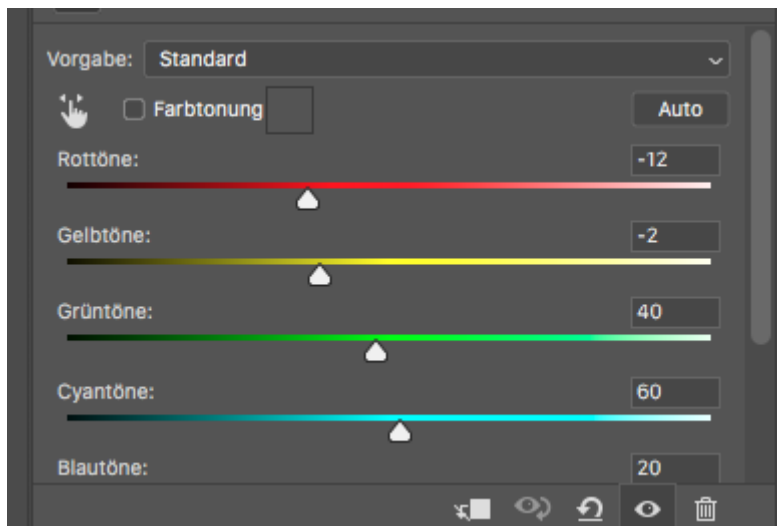 Vorgabe: Standard
Farbtonung Auto
Rottöne: -12
Gelbtöne: -2
Grüntöne: 40
Cyantöne: 60
Blautöne: 20